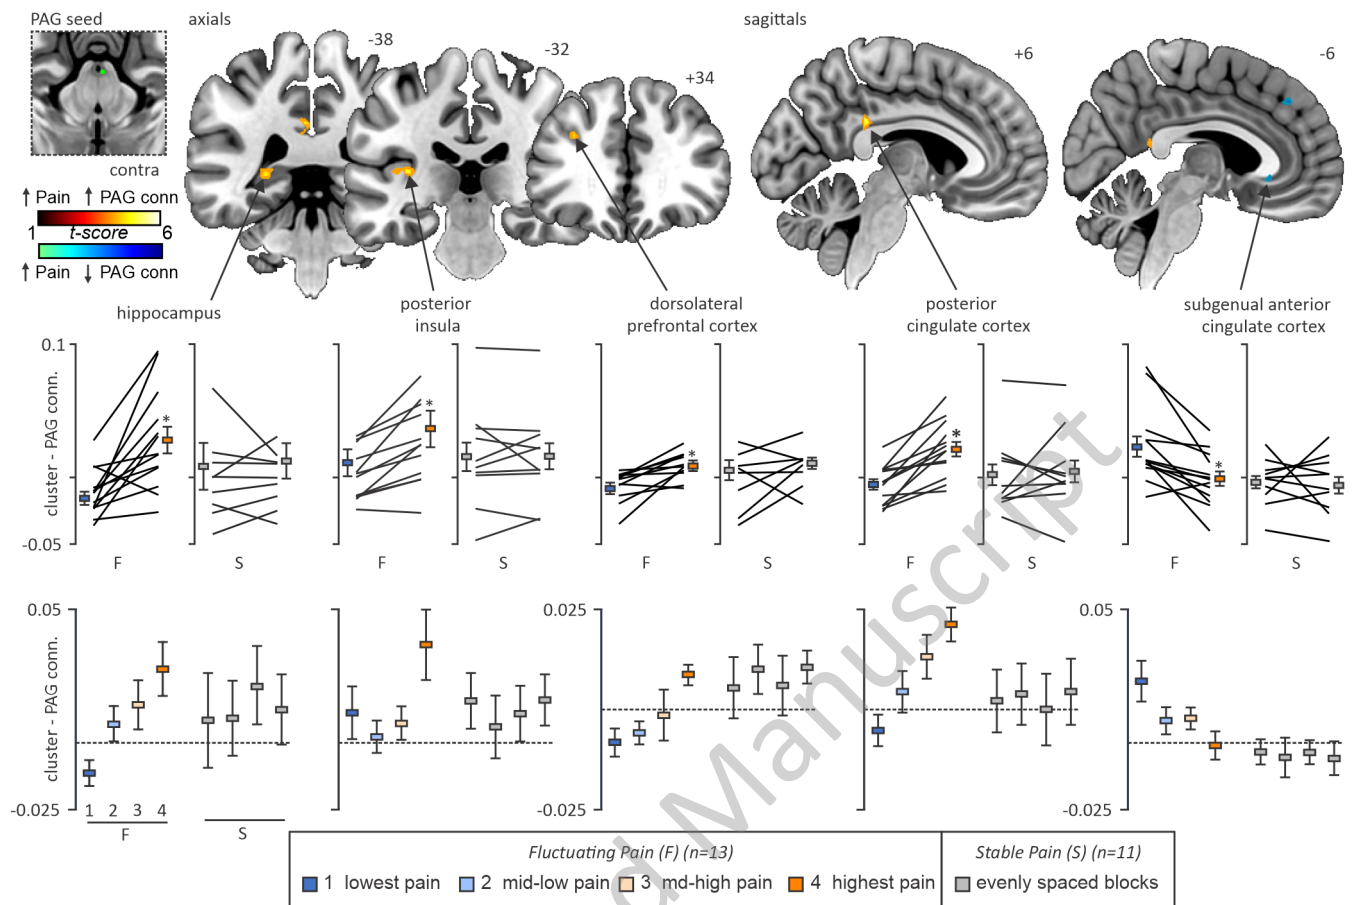 PAG seed
axials
sagittals
-38
-32
+34
+6
-6
contra
↑ Pain ↑ PAG conn
1 t-score 6
↑ Pain ↓ PAG conn
hippocampus
posterior
insula
dorsolateral
prefrontal cortex
posterior
cingulate cortex
subgenual anterior
cingulate cortex
0.1
cluster - PAG conn.
-0.05
* * * * *
F S F S F S F S F S
0.05
0.025
0.05
cluster - PAG conn.
-0.025
-0.025
-0.025
1 2 3 4
F S
Fluctuating Pain (F) (n=13)
Stable Pain (S) (n=11)
1 lowest pain
2 mid-low pain
3 md-high pain
4 highest pain
evenly spaced blocks
d Manuscript